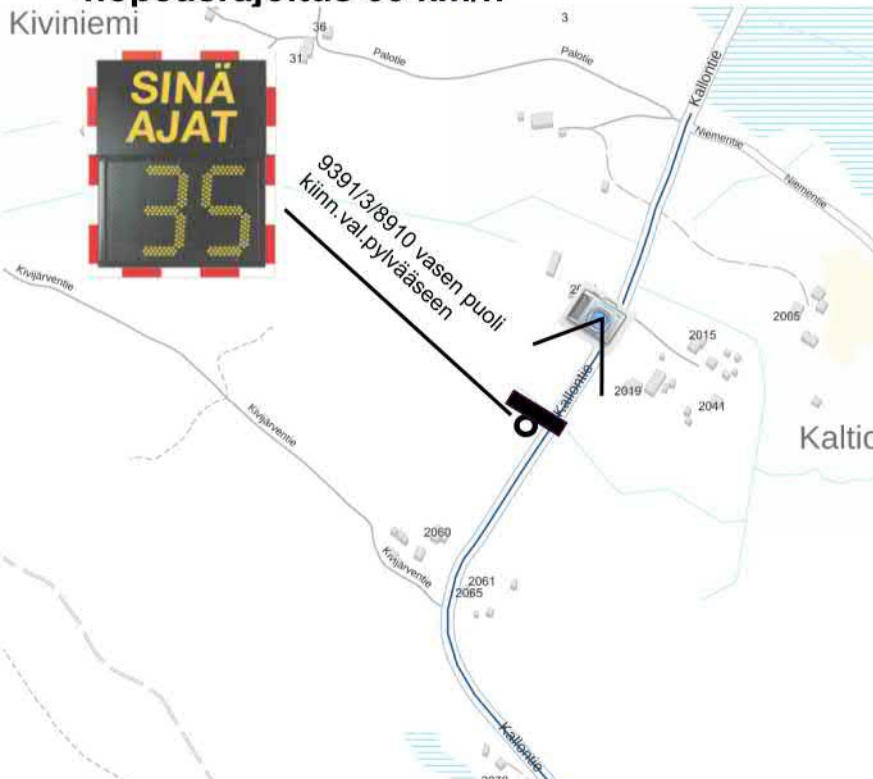 Kiviniemi
3
36
31
Palotie
Palotie
Kallontie
SINÄ
AJAT
35
Niementie
Niementie
9391/3/8910 vasen puoli
kiinn.val.pylvääseen
Kivijärventie
2065
2015
Kallontie
2019
2041
Kivijärventie
Kaltio
2060
Kivijärventie
2061
2065
Kallontie